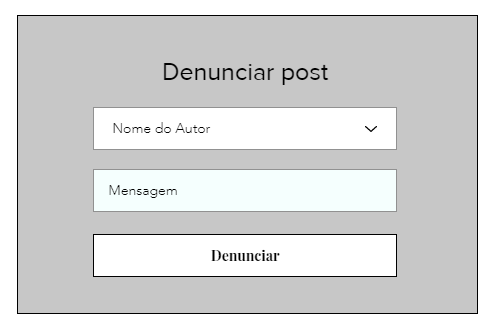 Denunciar post
Nome do Autor
Mensagem
Denunciar